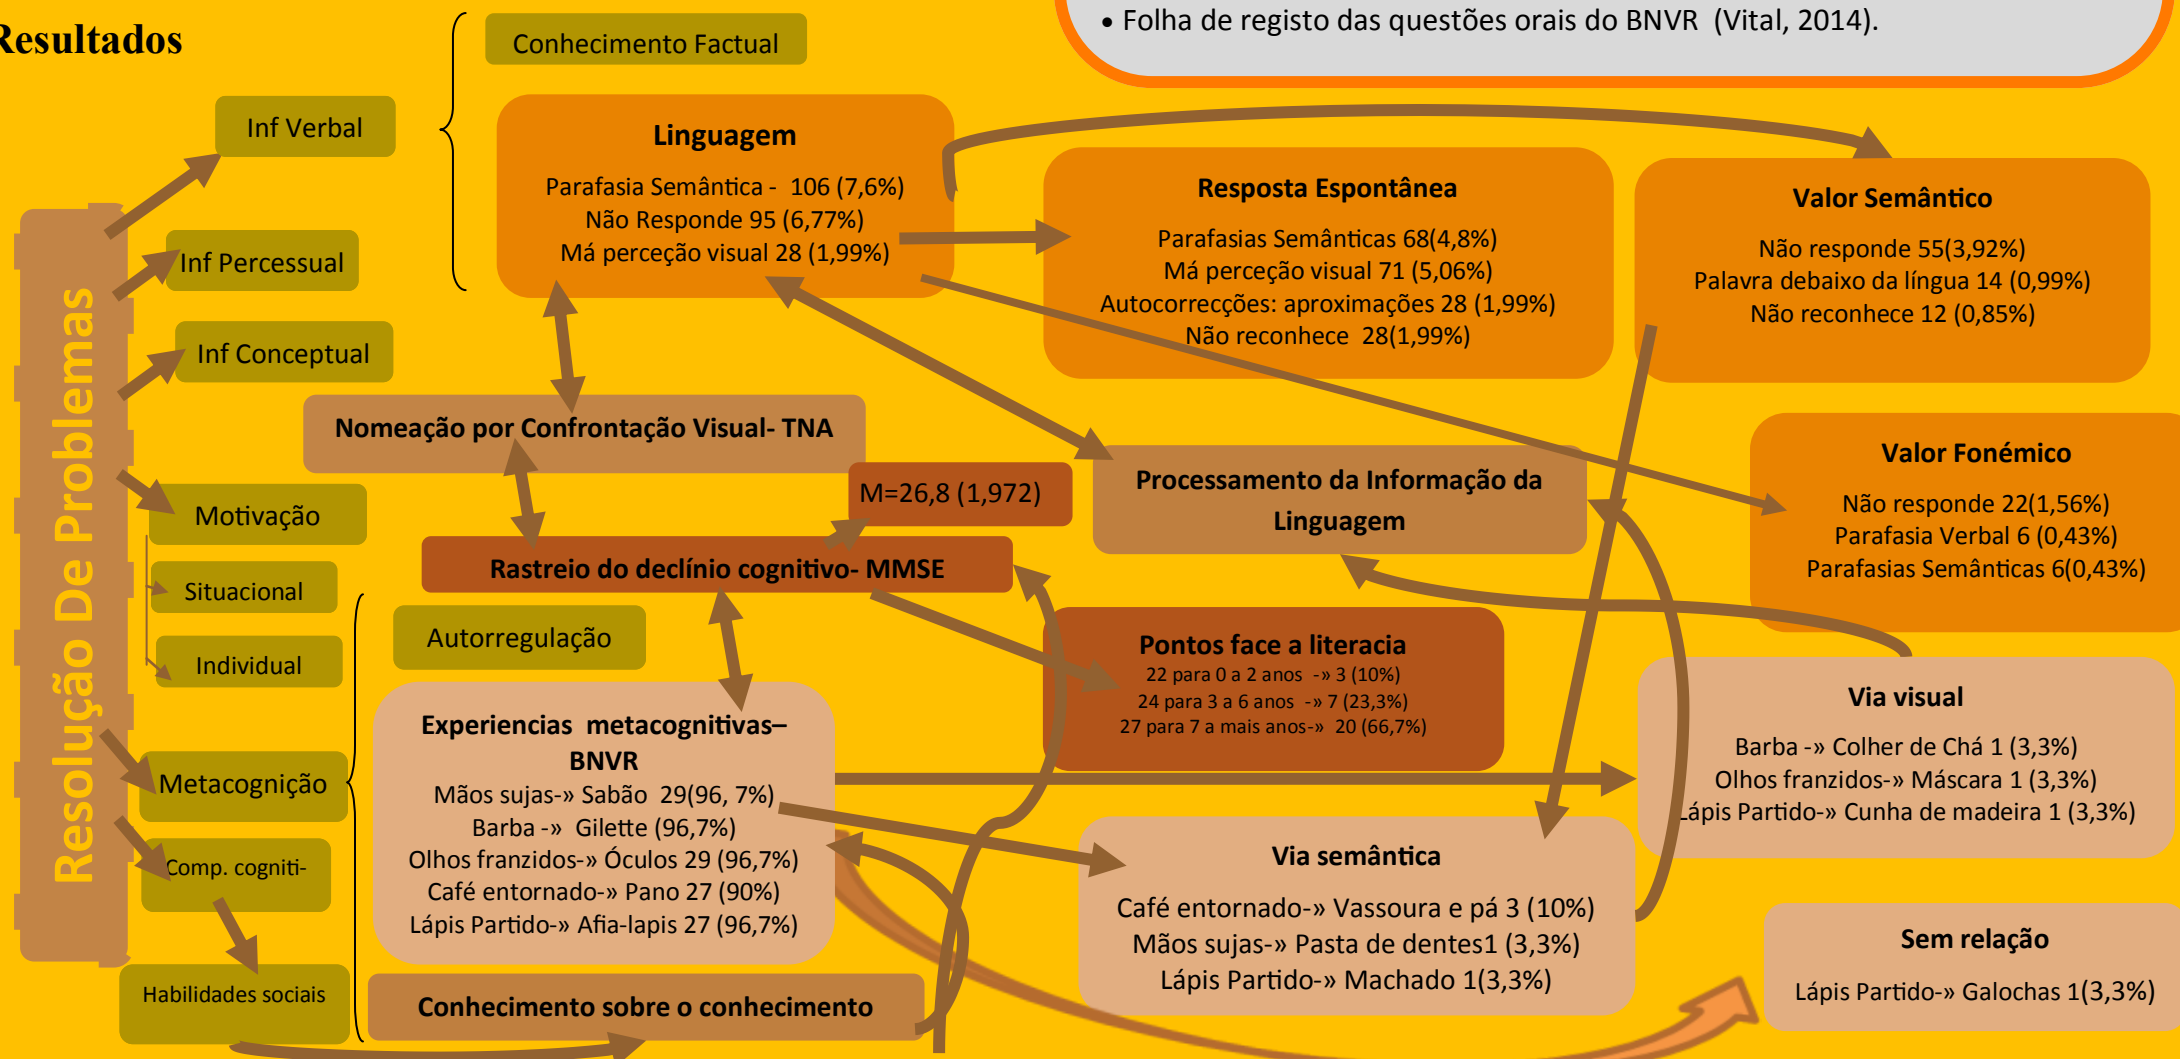 • Folha de registo das questões orais do BNVR (Vital, 2014).
Resultados
Conhecimento Factual
Inf Verbal
Inf Percessual
Inf Conceptual
Motivação
Situacional
Individual
Metacognição
Comp. cogniti-
Habilidades sociais
Resolução De Problemas
Linguagem
Parafasia Semântica - 106 (7,6%)
Não Responde 95 (6,77%)
Má perceção visual 28 (1,99%)
Resposta Espontânea
Parafasias Semânticas 68(4,8%)
Má perceção visual 71 (5,06%)
Autocorrecções: aproximações 28 (1,99%)
Não reconhece 28(1,99%)
Valor Semântico
Não responde 55(3,92%)
Palavra debaixo da língua 14 (0,99%)
Não reconhece 12 (0,85%)
Nomeação por Confrontação Visual- TNA
M=26,8 (1,972)
Processamento da Informação da
Linguagem
Valor Fonémico
Não responde 22(1,56%)
Parafasia Verbal 6 (0,43%)
Parafasias Semânticas 6(0,43%)
Rastreio do declínio cognitivo- MMSE
Autorregulação
Pontos face a literacia
22 para 0 a 2 anos -» 3 (10%)
24 para 3 a 6 anos -» 7 (23,3%)
27 para 7 a mais anos-» 20 (66,7%)
Experiencias metacognitivas–
BNVR
Mãos sujas-» Sabão 29(96, 7%)
Barba -» Gilette (96,7%)
Olhos franzidos-» Óculos 29 (96,7%)
Café entornado-» Pano 27 (90%)
Lápis Partido-» Afia-lapis 27 (96,7%)
Via visual
Barba -» Colher de Chá 1 (3,3%)
Olhos franzidos-» Máscara 1 (3,3%)
Lápis Partido-» Cunha de madeira 1 (3,3%)
Via semântica
Café entornado-» Vassoura e pá 3 (10%)
Mãos sujas-» Pasta de dentes1 (3,3%)
Lápis Partido-» Machado 1(3,3%)
Sem relação
Lápis Partido-» Galochas 1(3,3%)
Conhecimento sobre o conhecimento